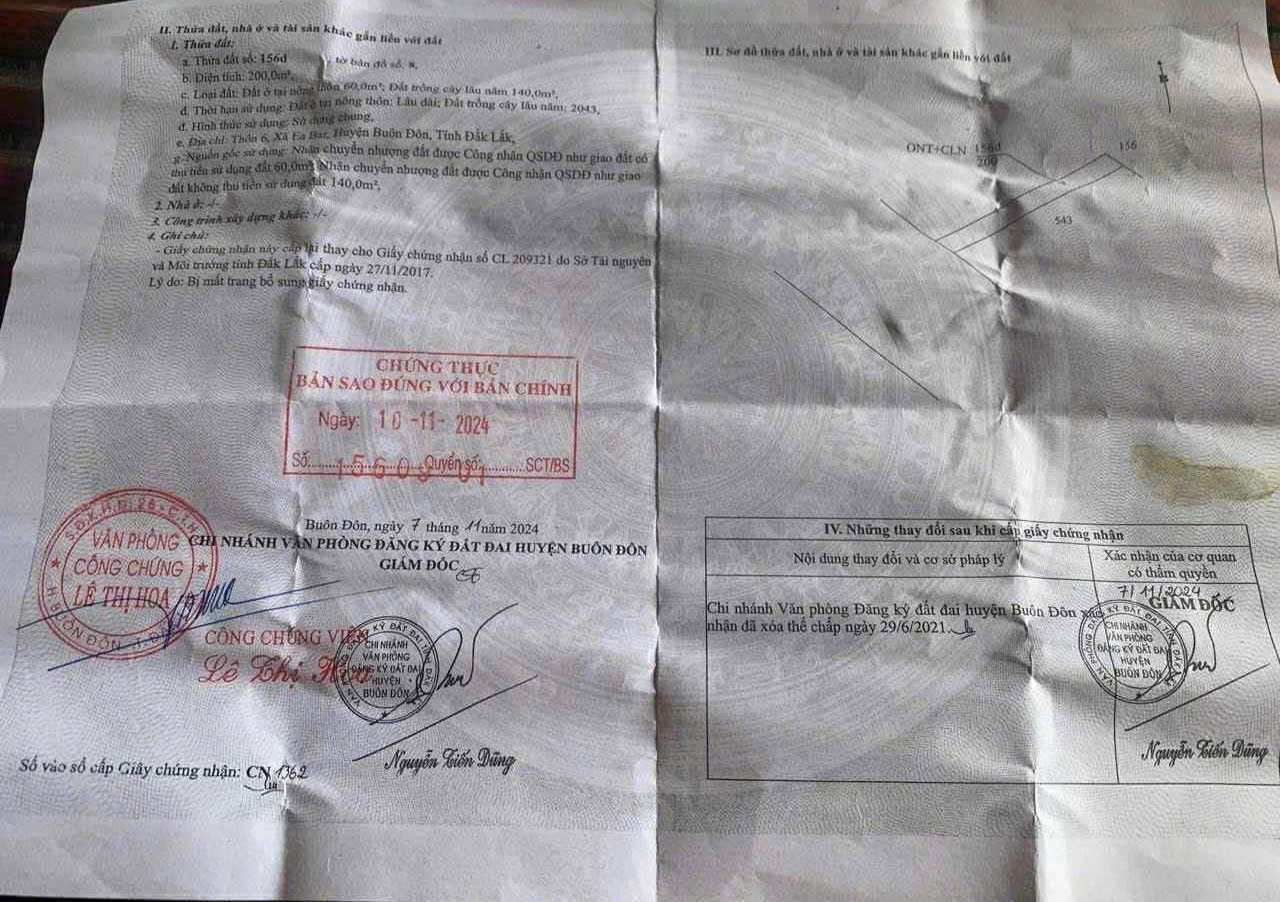 II. Thửa đất, nhà ở và tài sản khác gắn liền với đất
1. Thửa đất:
a. Thửa đất số: 156d , tờ bản đồ số: 8,
b. Diện tích: 200,0m²,
c. Loại đất: Đất ở tại nông thôn 60,0m²; Đất trồng cây lâu năm 140,0m²;
d. Thời hạn sử dụng: Đất ở tại nông thôn: Lâu dài; Đất trồng cây lâu năm: 2043,
đ. Hình thức sử dụng: Sử dụng chung,
e. Địa chỉ: Thôn 6, Xã Ea Bar, Huyện Buôn Đôn, Tỉnh Đắk Lắk,
g. Nguồn gốc sử dụng: Nhận chuyển nhượng đất được Công nhận QSDĐ như giao đất có
thu tiền sử dụng đất 60,0m²; Nhận chuyển nhượng đất được Công nhận QSDĐ như giao
đất không thu tiền sử dụng đất 140,0m²,
2. Nhà ở: -/-
3. Công trình xây dựng khác: -/-
4. Ghi chú:
- Giấy chứng nhận này cấp lại thay cho Giấy chứng nhận số CL 209321 do Sở Tài nguyên
và Môi trường tỉnh Đắk Lắk cấp ngày 27/11/2017.
Lý do: Bị mất trang bổ sung giấy chứng nhận.
CHỨNG THỰC
BẢN SAO ĐÚNG VỚI BẢN CHÍNH
Ngày: 18 -11- 2024
Số: Quyển số: SCT/BS
Buôn Đôn, ngày 7 tháng 11 năm 2024
CHI NHÁNH VĂN PHÒNG ĐĂNG KÝ ĐẤT ĐAI HUYỆN BUÔN ĐÔN
GIÁM ĐỐC
VĂN PHÒNG
CÔNG CHỨNG
LÊ THỊ HOA
H.BUÔN ĐÔN
CÔNG CHỨNG VIÊN
Lê Thị Hoa
CHI NHÁNH
VĂN PHÒNG
ĐĂNG KÝ ĐẤT ĐAI
HUYỆN
BUÔN ĐÔN
Nguyễn Tiến Dũng
Số vào sổ cấp Giấy chứng nhận: CN 1362
III. Sơ đồ thửa đất, nhà ở và tài sản khác gắn liền với đất
ONT+CLN 156d
200
156
543
IV. Những thay đổi sau khi cấp giấy chứng nhận
Nội dung thay đổi và cơ sở pháp lý
Xác nhận của cơ quan
có thẩm quyền
Chi nhánh Văn phòng Đăng ký đất đai huyện Buôn Đôn xác
nhận đã xóa thế chấp ngày 29/6/2021.
7/11/2024
GIÁM ĐỐC
CHI NHÁNH
VĂN PHÒNG
ĐĂNG KÝ ĐẤT ĐAI
HUYỆN
BUÔN ĐÔN
Nguyễn Tiến Dũng